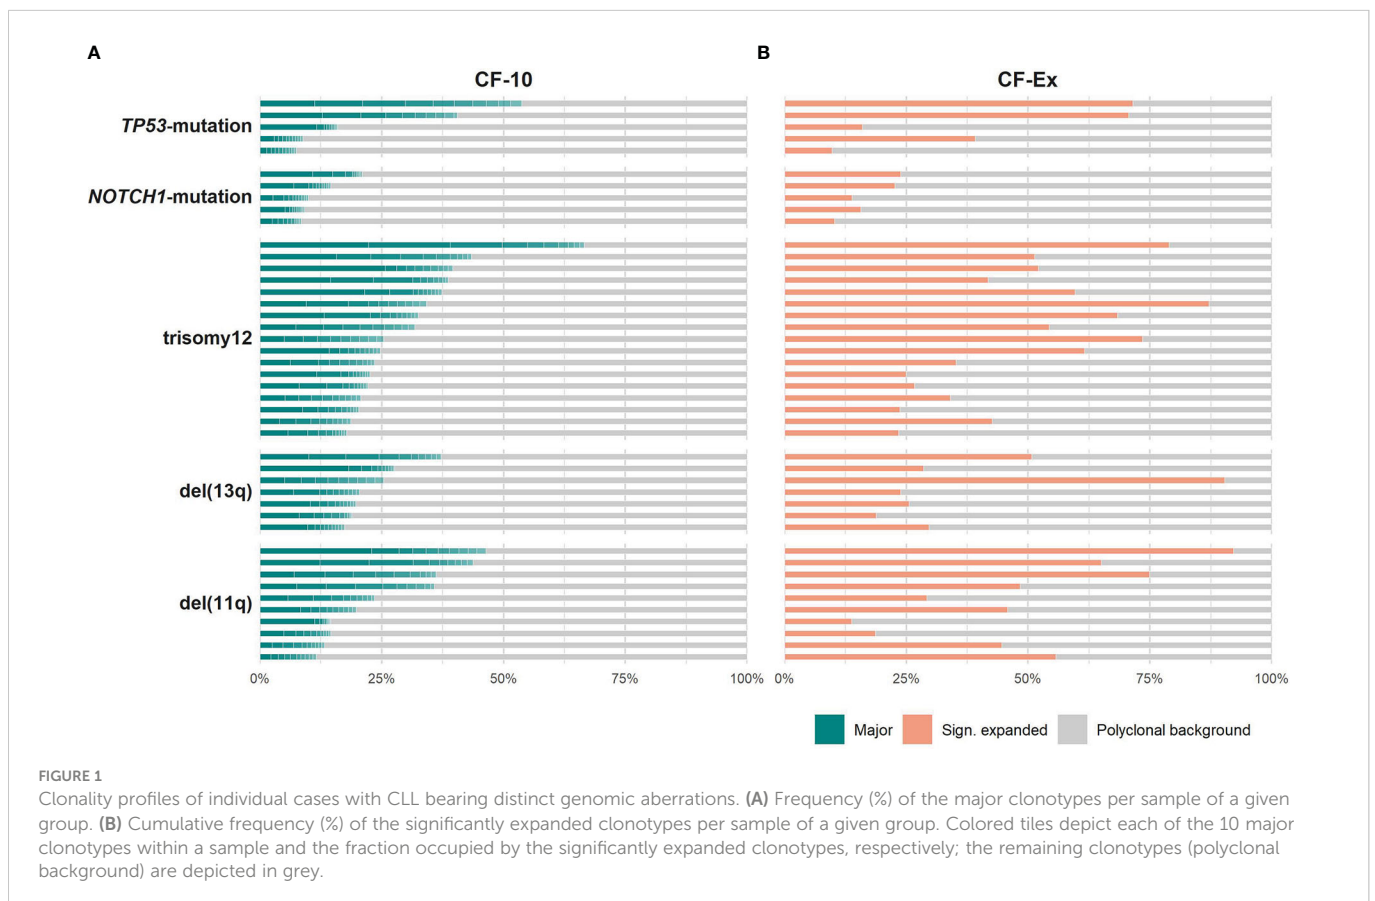 A
B
CF-10
CF-Ex
TP53-mutation
NOTCH1-mutation
trisomy12
del(13q)
del(11q)
0% 25% 50% 75% 100%
0% 25% 50% 75% 100%
Major Sign. expanded Polyclonal background
FIGURE 1
Clonality profiles of individual cases with CLL bearing distinct genomic aberrations. (A) Frequency (%) of the major clonotypes per sample of a given
group. (B) Cumulative frequency (%) of the significantly expanded clonotypes per sample of a given group. Colored tiles depict each of the 10 major
clonotypes within a sample and the fraction occupied by the significantly expanded clonotypes, respectively; the remaining clonotypes (polyclonal
background) are depicted in grey.